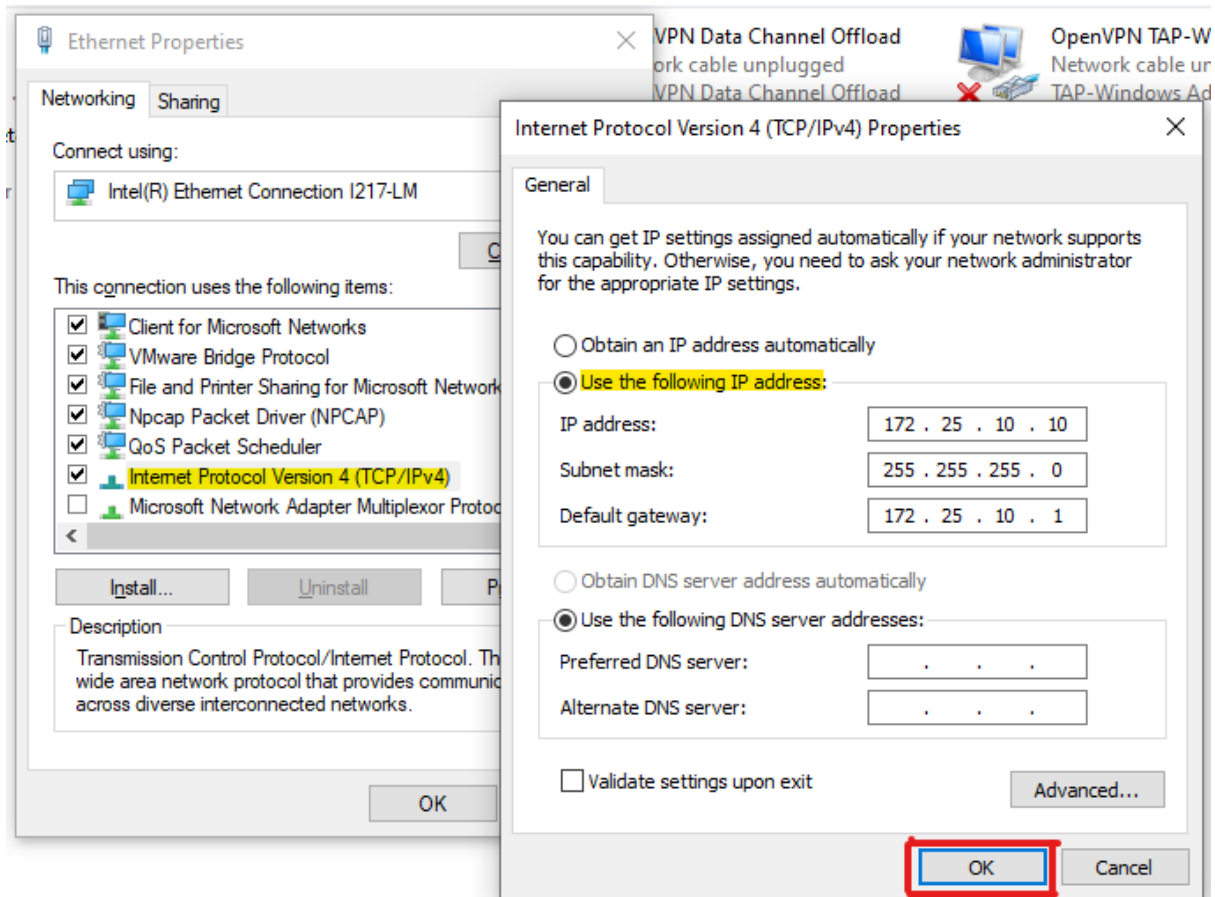 Ethernet Properties
Networking
Sharing
Connect using:
Intel(R) Ethernet Connection I217-LM
This connection uses the following items:
Client for Microsoft Networks
VMware Bridge Protocol
File and Printer Sharing for Microsoft Network
Npcap Packet Driver (NPCAP)
QoS Packet Scheduler
Internet Protocol Version 4 (TCP/IPv4)
Microsoft Network Adapter Multiplexor Protoc
Install...
Uninstall
Description
Transmission Control Protocol/Internet Protocol. Th
wide area network protocol that provides communic
across diverse interconnected networks.
OK
VPN Data Channel Offload
ork cable unplugged
VPN Data Channel Offload
OpenVPN TAP-W
Network cable un
TAP-Windows Ad
Internet Protocol Version 4 (TCP/IPv4) Properties
General
You can get IP settings assigned automatically if your network supports
this capability. Otherwise, you need to ask your network administrator
for the appropriate IP settings.
Obtain an IP address automatically
Use the following IP address:
IP address: 172 . 25 . 10 . 10
Subnet mask: 255 . 255 . 255 . 0
Default gateway: 172 . 25 . 10 . 1
Obtain DNS server address automatically
Use the following DNS server addresses:
Preferred DNS server: . . .
Alternate DNS server: . . .
Validate settings upon exit
Advanced...
OK
Cancel